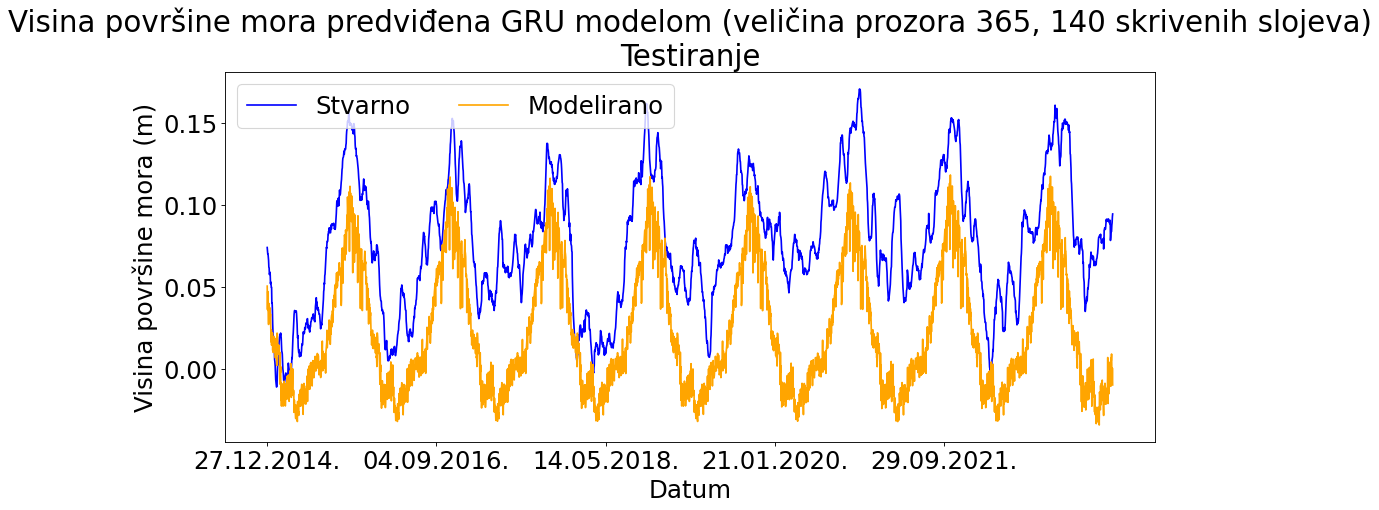 Visina površine mora predviđena GRU modelom (veličina prozora 365, 140 skrivenih slojeva)
Testiranje
Stvarno Modelirano
Visina površine mora (m)
0.15
0.10
0.05
0.00
27.12.2014. 04.09.2016. 14.05.2018. 21.01.2020. 29.09.2021.
Datum